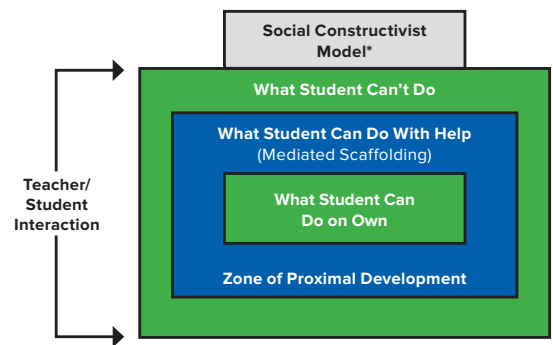 Social Constructivist
Model*
What Student Can't Do
What Student Can Do With Help
(Mediated Scaffolding)
Teacher/
Student
Interaction
What Student Can
Do on Own
Zone of Proximal Development